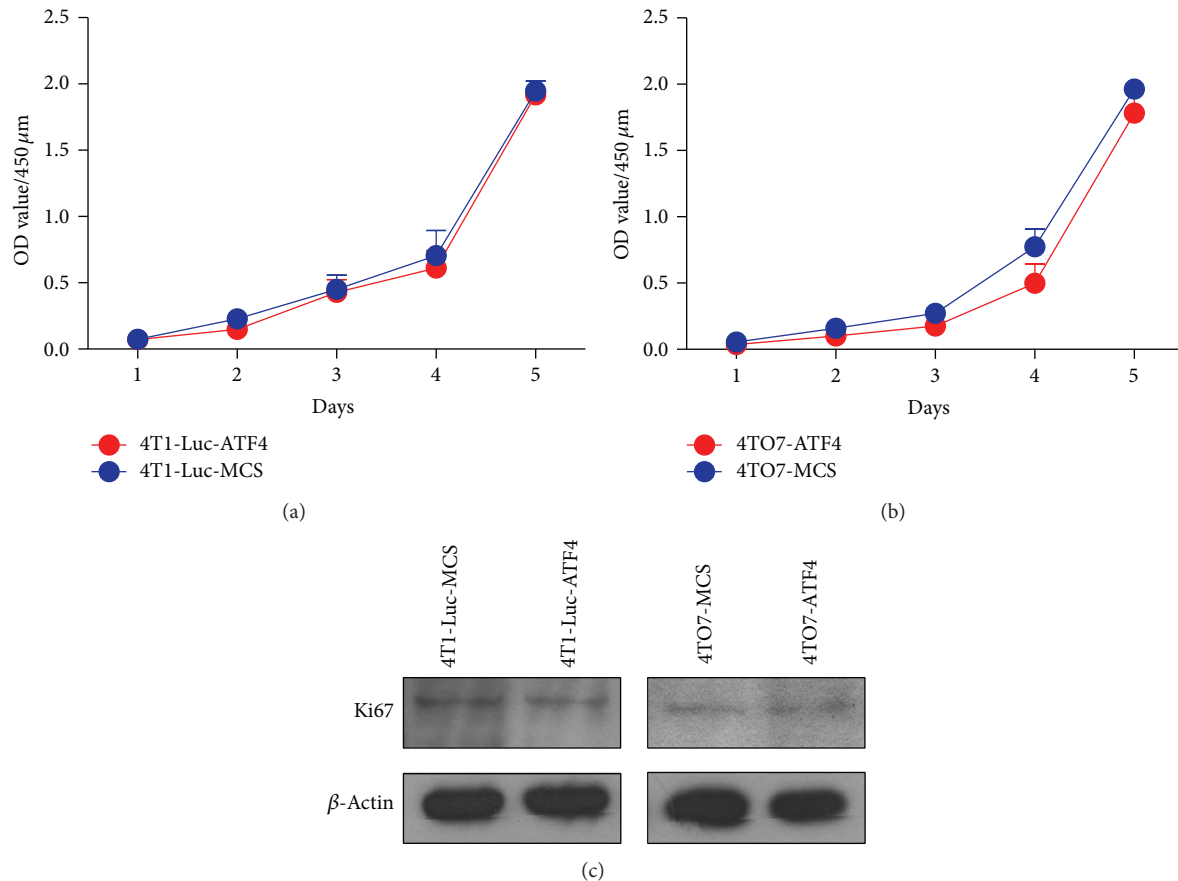 2.5
2.0
1.5
1.0
0.5
0.0
OD value/450 μm
1 2 3 4 5
Days
4T1-Luc-ATF4
4T1-Luc-MCS
(a)
2.5
2.0
1.5
1.0
0.5
0.0
OD value/450 μm
1 2 3 4 5
Days
4TO7-ATF4
4TO7-MCS
(b)
4T1-Luc-MCS
4T1-Luc-ATF4
4TO7-MCS
4TO7-ATF4
Ki67
β-Actin
(c)